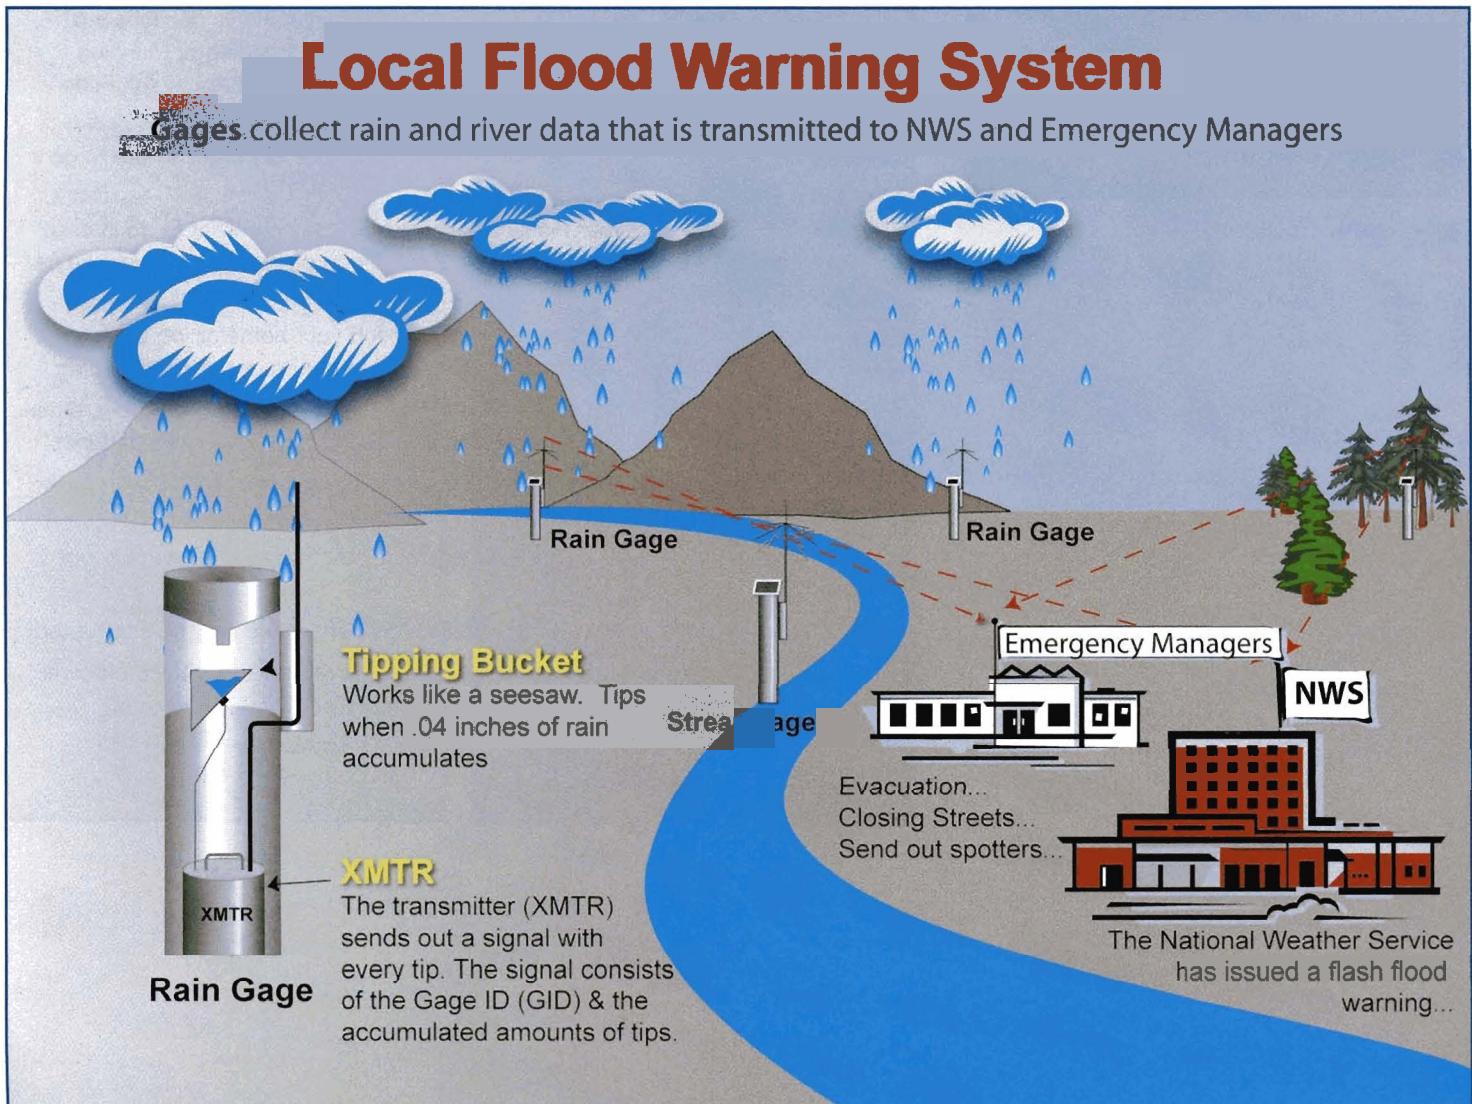 Local Flood Warning System
Gages collect rain and river data that is transmitted to NWS and Emergency Managers
Rain Gage
Rain Gage
Emergency Managers
NWS
Tipping Bucket
Works like a seesaw. Tips
when .04 inches of rain
accumulates
Evacuation...
Closing Streets...
Send out spotters...
XMTR
XMTR
The transmitter (XMTR)
sends out a signal with
every tip. The signal consists
of the Gage ID (GID) & the
accumulated amounts of tips.
Rain Gage
The National Weather Service
has issued a flash flood
warning...